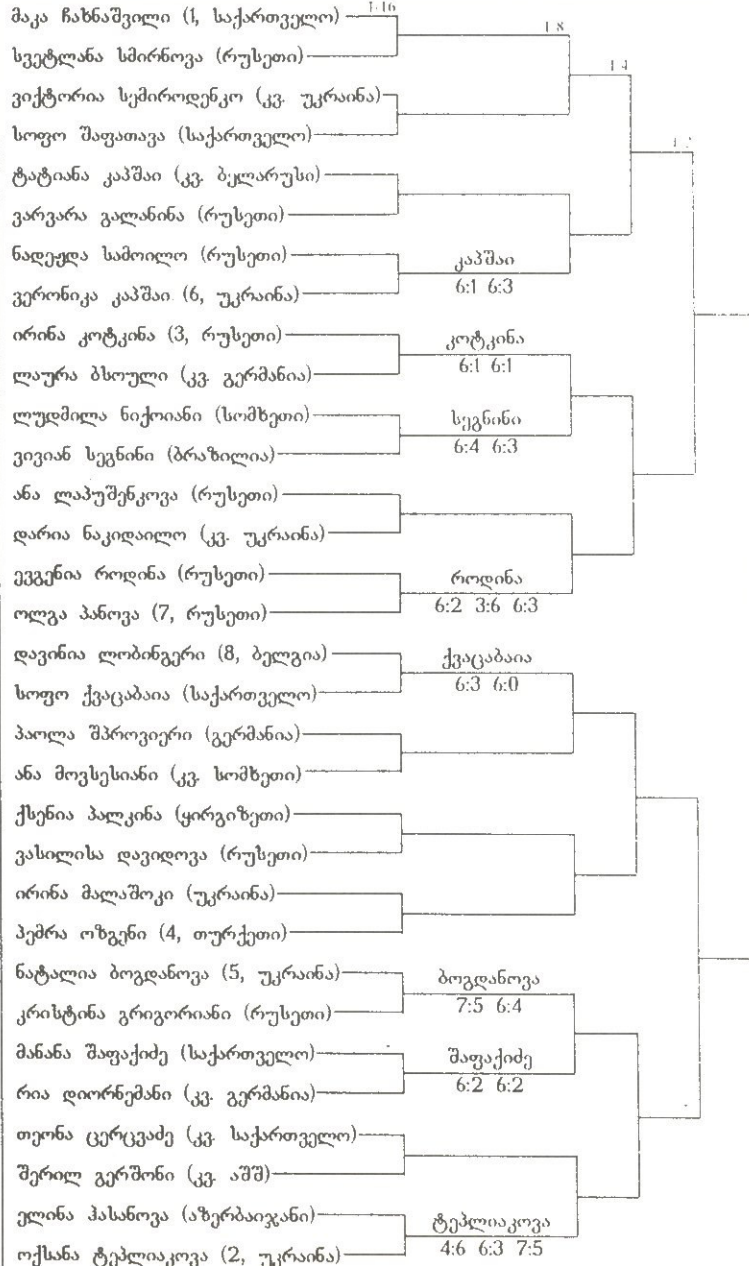 მაკა ჩახნაშვილი (1, საქართველო)
1-16
1-8
1-4
1-2
სვეტლანა სმირნოვა (რუსეთი)
ვიქტორია სემიროდენკო (კვ. უკრაინა)
სოფო შაფათავა (საქართველო)
ტატიანა კაპშაი (კვ. ბელარუსი)
ვარვარა გალანინა (რუსეთი)
ნადეჟდა სამოილო (რუსეთი)
კაპშაი
6:1 6:3
ვერონიკა კაპშაი (6, უკრაინა)
ირინა კოტკინა (3, რუსეთი)
კოტკინა
6:1 6:1
ლაურა ბსოული (კვ. გერმანია)
ლუდმილა ნიქოიანი (სომხეთი)
სეგნინი
6:4 6:3
ვივიან სეგნინი (ბრაზილია)
ანა ლაპუშენკოვა (რუსეთი)
დარია ნაკიდაილო (კვ. უკრაინა)
ევგენია როდინა (რუსეთი)
როდინა
6:2 3:6 6:3
ოლგა პანოვა (7, რუსეთი)
დავინია ლობინგერი (8, ბელგია)
ქვაცაბაია
6:3 6:0
სოფო ქვაცაბაია (საქართველო)
პაოლა შპროვიერი (გერმანია)
ანა მოვსესიანი (კვ. სომხეთი)
ქსენია პალკინა (ყირგიზეთი)
ვასილისა დავიდოვა (რუსეთი)
ირინა მალაშოკი (უკრაინა)
პემრა ოზგენი (4, თურქეთი)
ნატალია ბოგდანოვა (5, უკრაინა)
ბოგდანოვა
7:5 6:4
კრისტინა გრიგორიანი (რუსეთი)
მანანა შაფაქიძე (საქართველო)
შაფაქიძე
6:2 6:2
რია დიორნემანი (კვ. გერმანია)
თეონა ცერცვაძე (კვ. საქართველო)
შერილ გერშონი (კვ. აშშ)
ელინა ჰასანოვა (აზერბაიჯანი)
ტეპლიაკოვა
4:6 6:3 7:5
ოქსანა ტეპლიაკოვა (2, უკრაინა)